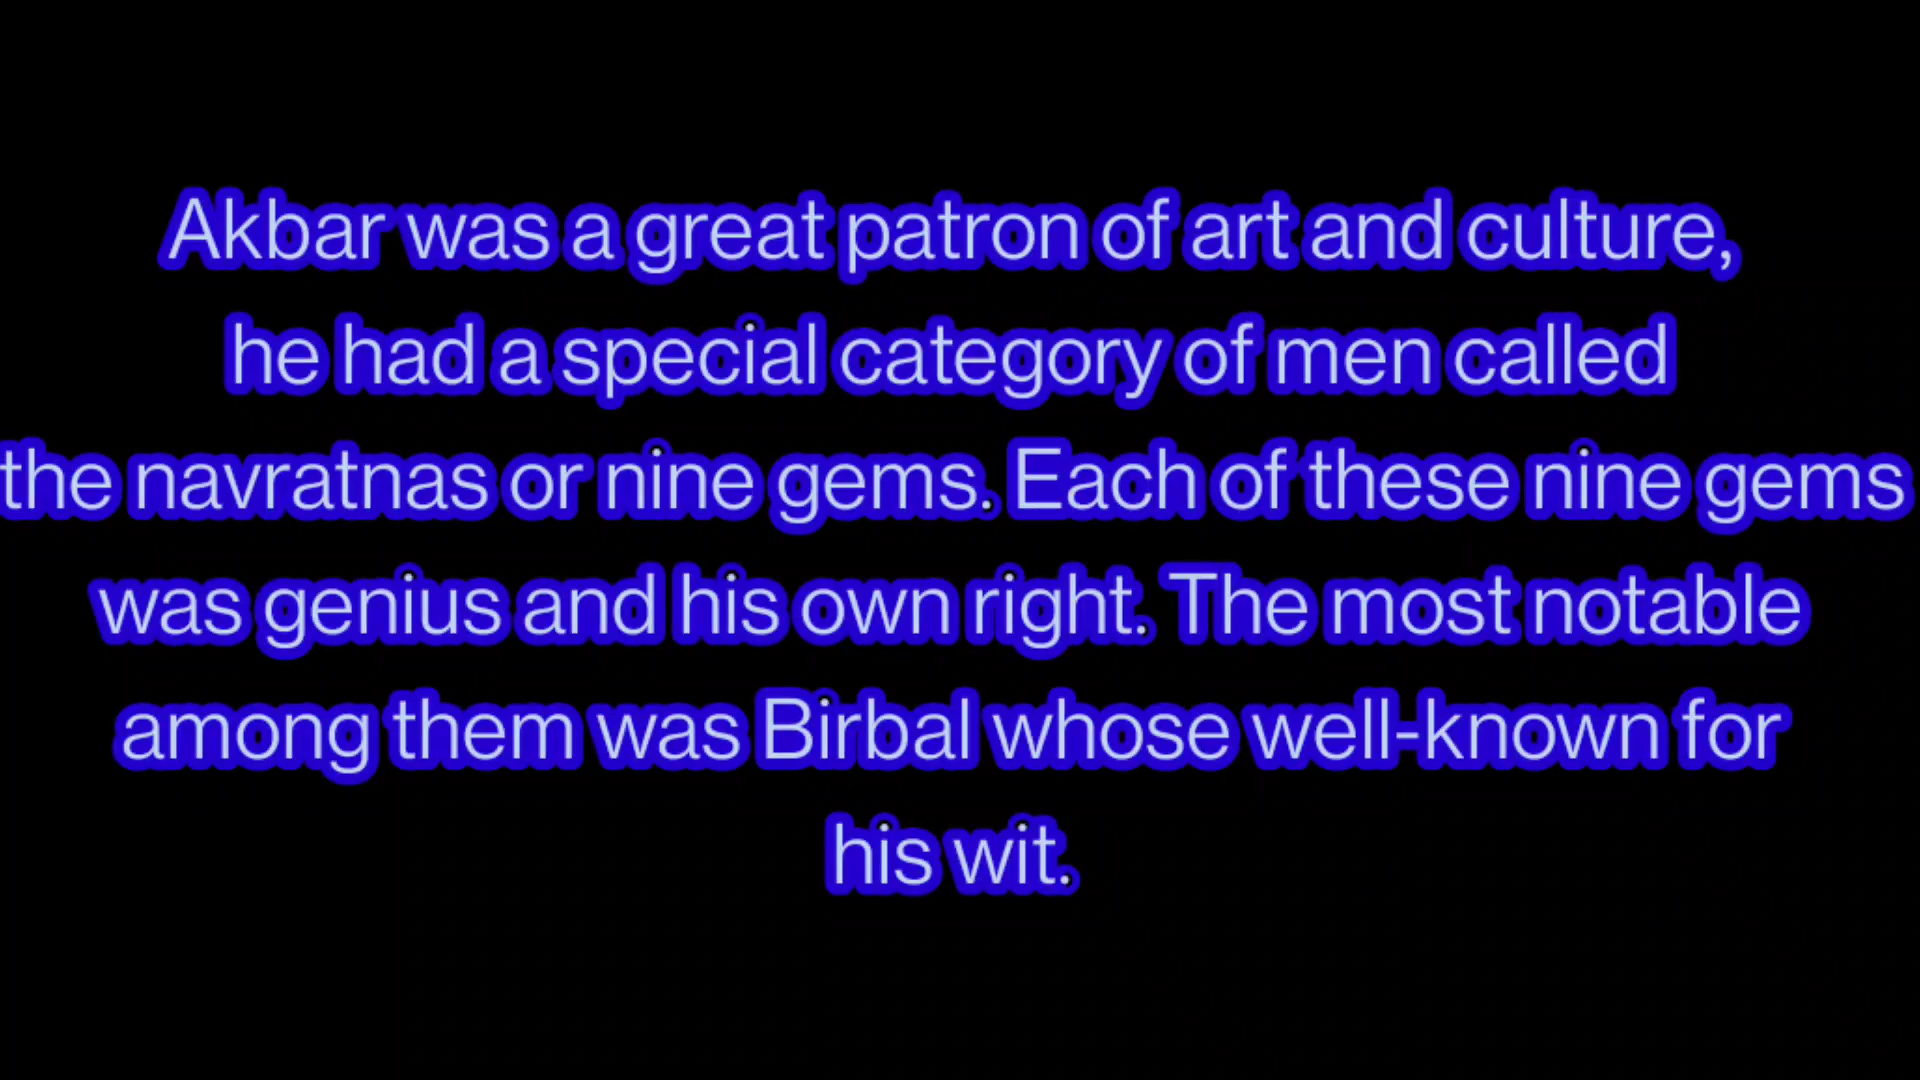 Akbar was a great patron of art and culture,
he had a special category of men called
the navratnas or nine gems. Each of these nine gems
was genius and his own right. The most notable
among them was Birbal whose well-known for
his wit.